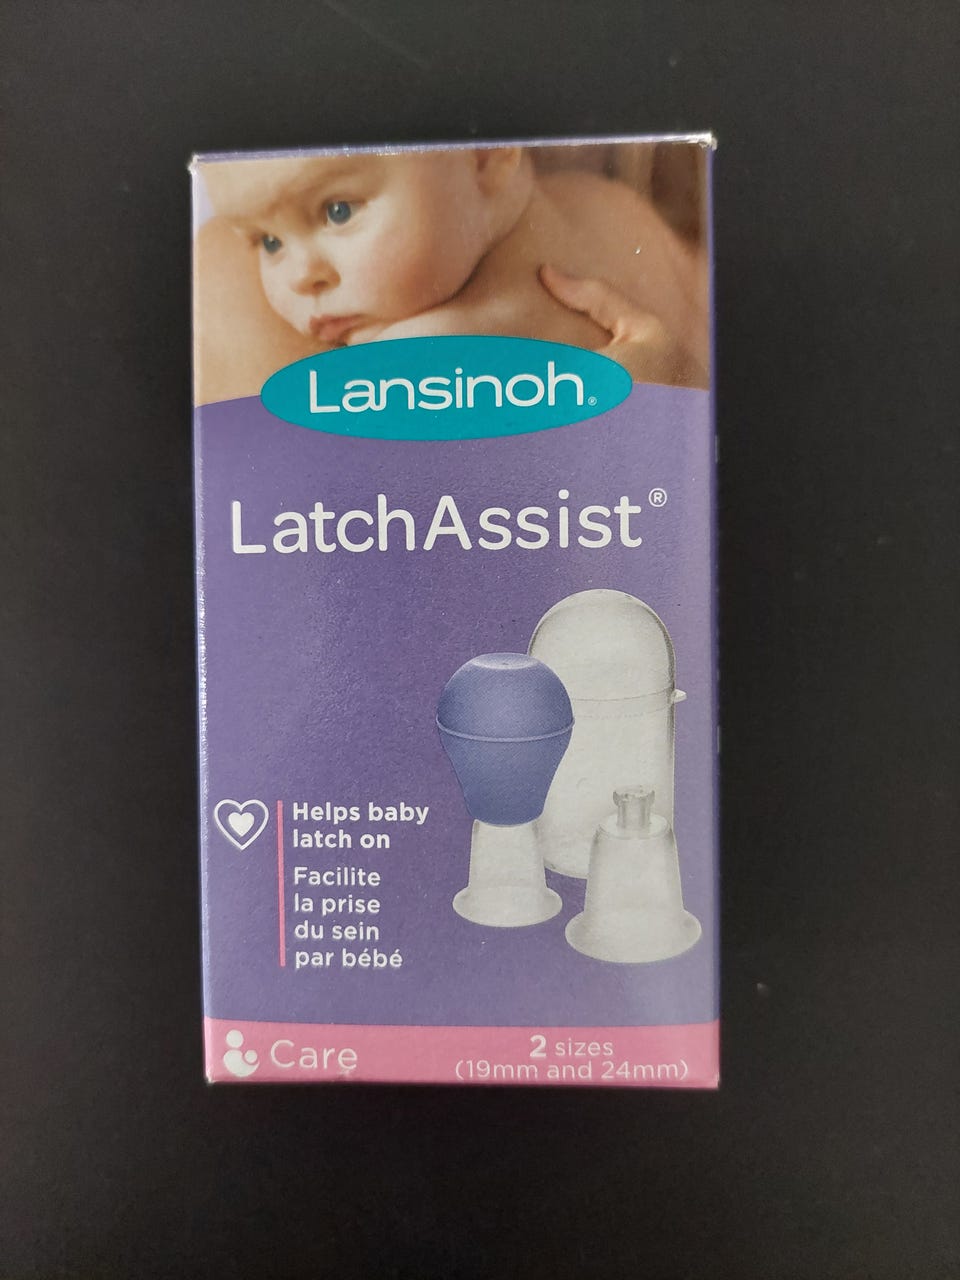 Lansinoh®
LatchAssist®
Helps baby
latch on
Facilite
la prise
du sein
par bébé
Care
2 sizes
(19mm and 24mm)